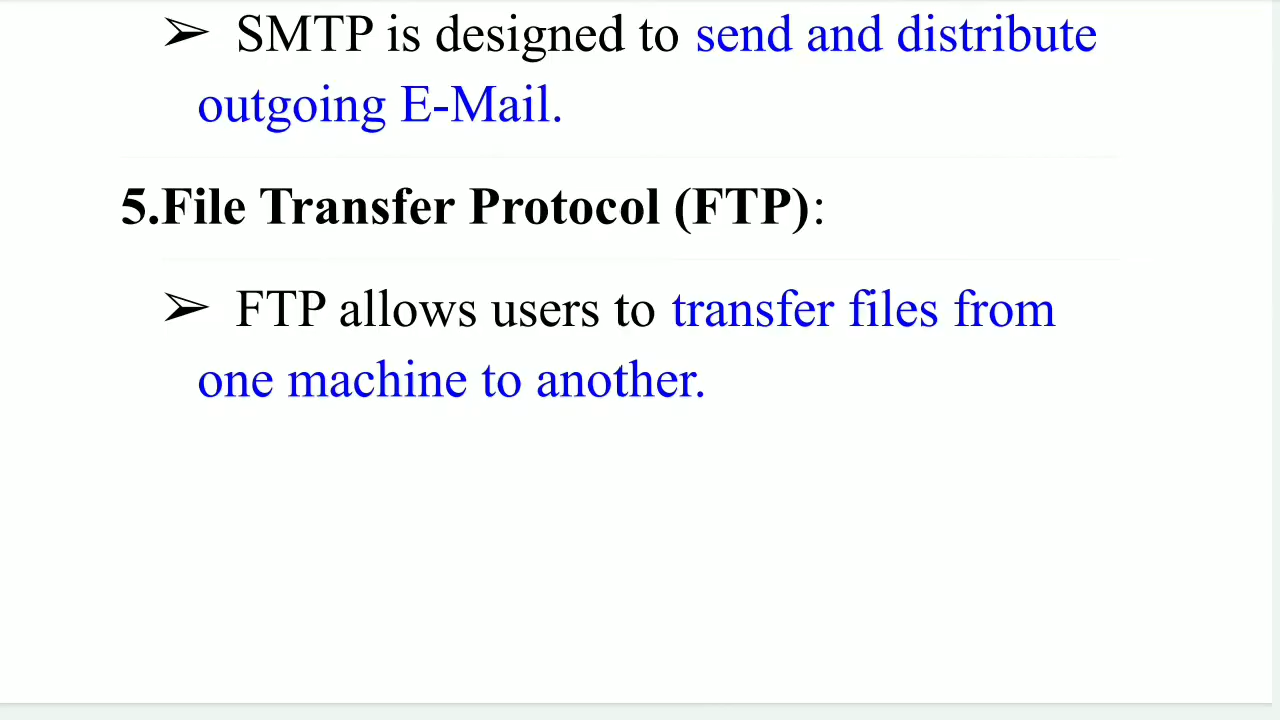 ➢ SMTP is designed to send and distribute
outgoing E-Mail.
5.File Transfer Protocol (FTP):
➢ FTP allows users to transfer files from
one machine to another.